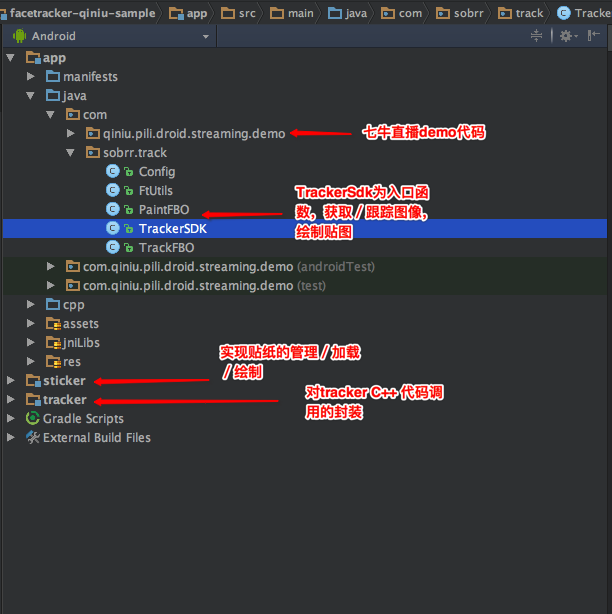 facetracker-qiniu-sample app src main java com sobrr track Tracke
Android
app
manifests
java
com
qiniu.pili.droid.streaming.demo
七牛直播demo代码
sobrr.track
Config
FtUtils
PaintFBO
TrackerSDK
TrackFBO
TrackerSdk为入口函
数，获取／跟踪图像，
绘制贴图
com.qiniu.pili.droid.streaming.demo (androidTest)
com.qiniu.pili.droid.streaming.demo (test)
cpp
assets
jniLibs
res
实现贴纸的管理／加载
／绘制
sticker
tracker
对tracker C++ 代码调
用的封装
Gradle Scripts
External Build Files